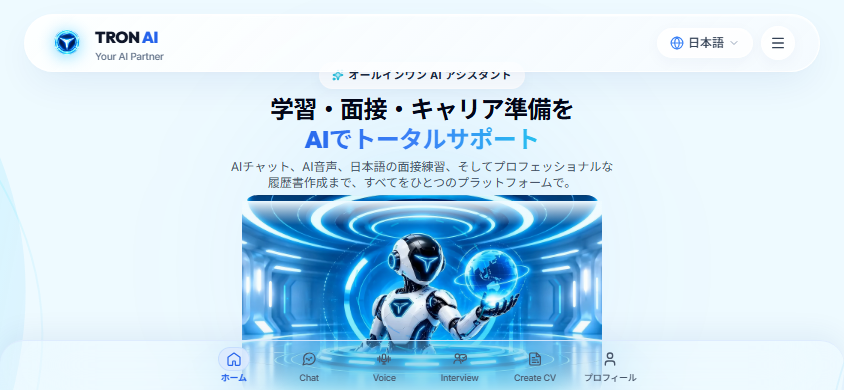 TRON AI
Your AI Partner
日本語
オールインワン AI アシスタント
学習・面接・キャリア準備を
AIでトータルサポート
AIチャット、AI音声、日本語の面接練習、そしてプロフェッショナルな
履歴書作成まで、すべてをひとつのプラットフォームで。
ホーム
Chat
Voice
Interview
Create CV
プロフィール